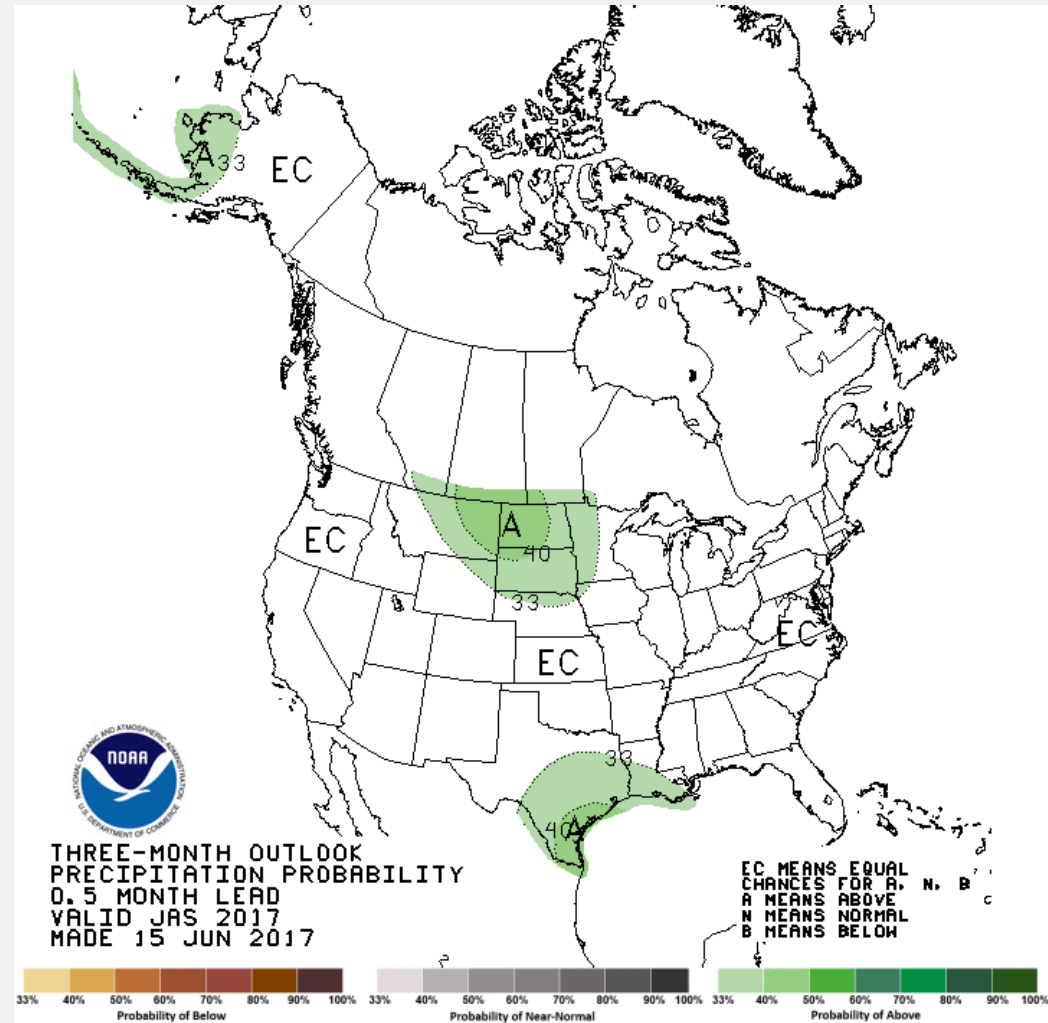 A 33
EC
EC
A
40
33
EC
EC
33
40 A
NATIONAL OCEANIC AND ATMOSPHERIC ADMINISTRATION
NOAA
U.S. DEPARTMENT OF COMMERCE
THREE-MONTH OUTLOOK
PRECIPITATION PROBABILITY
0.5 MONTH LEAD
VALID JAS 2017
MADE 15 JUN 2017
EC MEANS EQUAL
CHANCES FOR A, N, B
A MEANS ABOVE
N MEANS NORMAL
B MEANS BELOW
33% 40% 50% 60% 70% 80% 90% 100%
Probability of Below
33% 40% 50% 60% 70% 80% 90% 100%
Probability of Near-Normal
33% 40% 50% 60% 70% 80% 90% 100%
Probability of Above